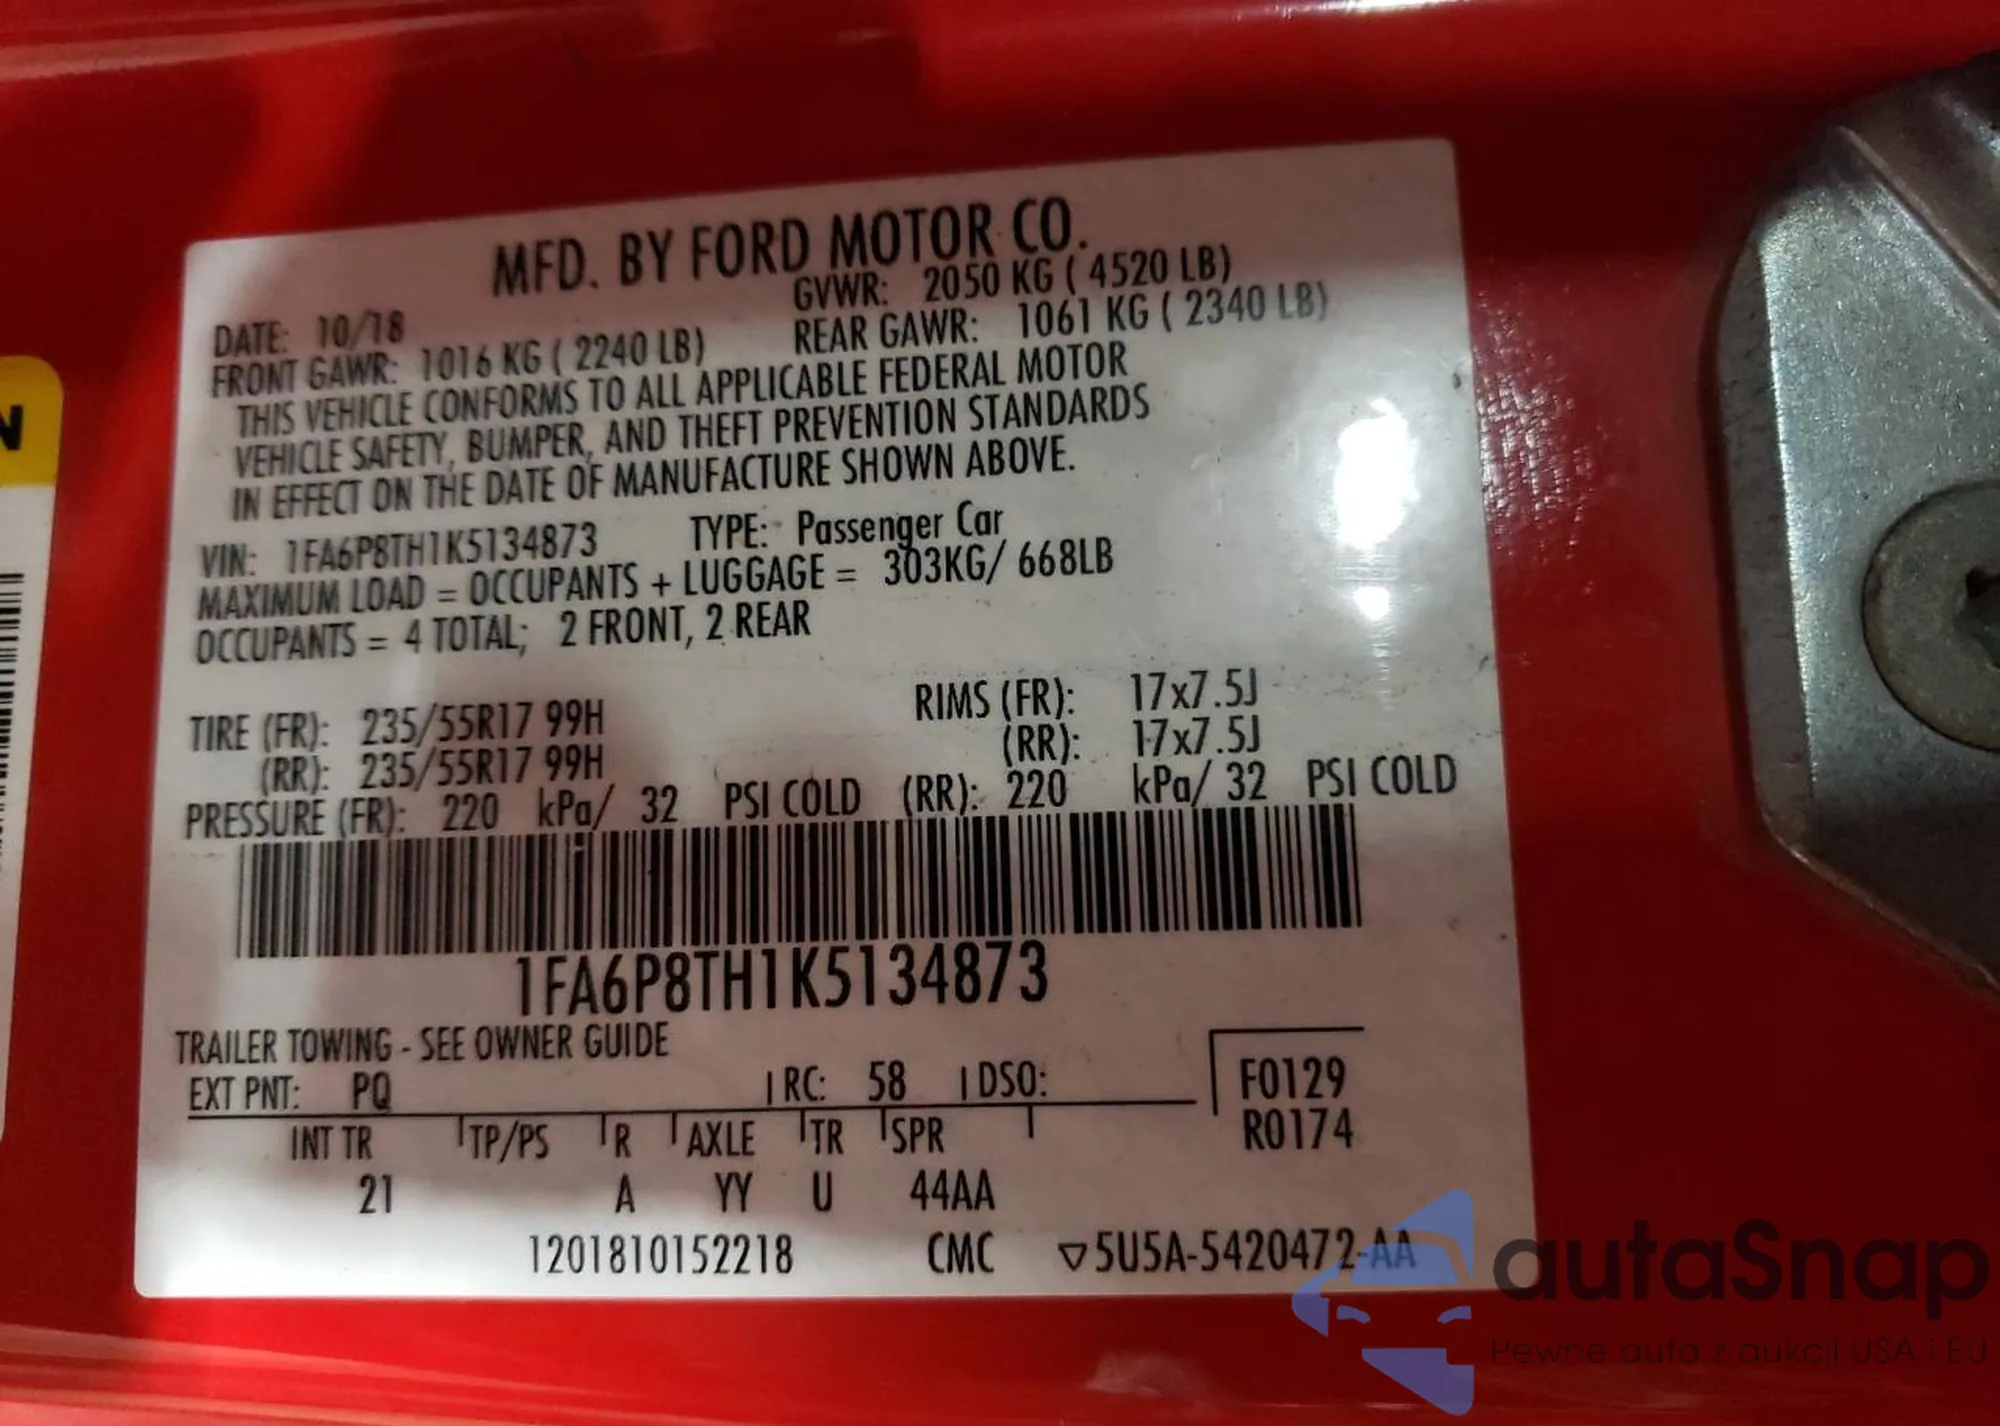 MFD. BY FORD MOTOR CO.
DATE: 10/18 GVWR: 2050 KG ( 4520 LB)
FRONT GAWR: 1016 KG ( 2240 LB) REAR GAWR: 1061 KG ( 2340 LB)
THIS VEHICLE CONFORMS TO ALL APPLICABLE FEDERAL MOTOR
VEHICLE SAFETY, BUMPER, AND THEFT PREVENTION STANDARDS
IN EFFECT ON THE DATE OF MANUFACTURE SHOWN ABOVE.
VIN: 1FA6P8TH1K5134873 TYPE: Passenger Car
MAXIMUM LOAD = OCCUPANTS + LUGGAGE = 303KG/ 668LB
OCCUPANTS = 4 TOTAL; 2 FRONT, 2 REAR
TIRE (FR): 235/55R17 99H RIMS (FR): 17x7.5J
(RR): 235/55R17 99H (RR): 17x7.5J
PRESSURE (FR): 220 kPa/ 32 PSI COLD (RR): 220 kPa/ 32 PSI COLD
1FA6P8TH1K5134873
TRAILER TOWING - SEE OWNER GUIDE
EXT PNT: PQ RC: 58 DSO: F0129
R0174
INT TR TP/PS R AXLE TR SPR
21 A YY U 44AA
1201810152218 CMC ▽5U5A-5420472-AA
N
autaSnap
Pewne auta z aukcji USA i EU